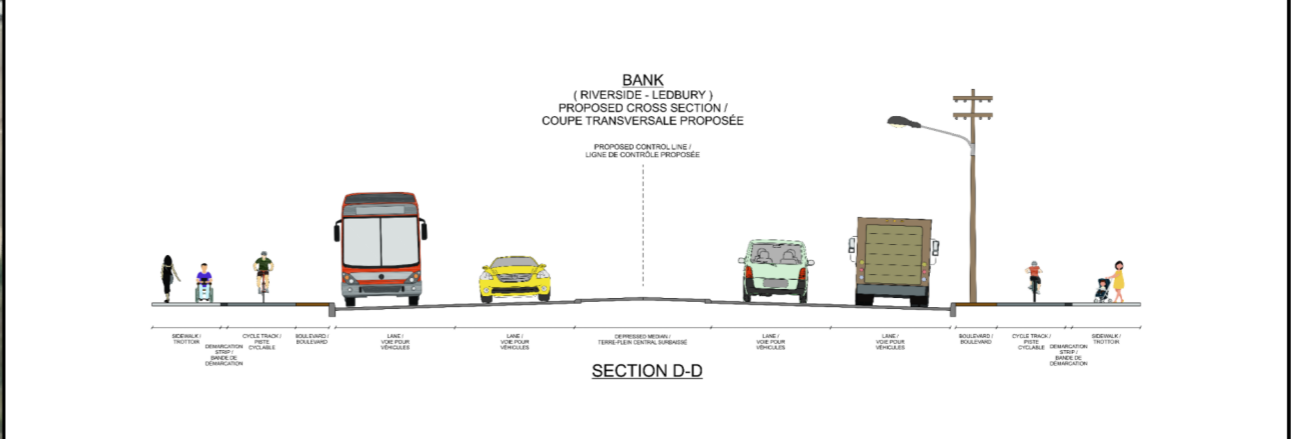 BANK
( RIVERSIDE - LEDBURY )
PROPOSED CROSS SECTION /
COUPE TRANSVERSALE PROPOSÉE
PROPOSED CONTROL LINE /
LIGNE DE CONTRÔLE PROPOSÉE
SIDEWALK /
TROTTOIR
DEMARCATION
STRIP /
BANDE DE
DÉMARCATION
CYCLE TRACK /
PISTE
CYCLABLE
BOULEVARD /
BOULEVARD
LANE /
VOIE POUR
VÉHICULES
LANE /
VOIE POUR
VÉHICULES
DEPRESSED MEDIAN /
TERRE-PLEIN CENTRAL SURBAISSÉ
LANE /
VOIE POUR
VÉHICULES
LANE /
VOIE POUR
VÉHICULES
BOULEVARD /
BOULEVARD
CYCLE TRACK /
PISTE
CYCLABLE
DEMARCATION
STRIP /
BANDE DE
DÉMARCATION
SIDEWALK /
TROTTOIR
SECTION D-D